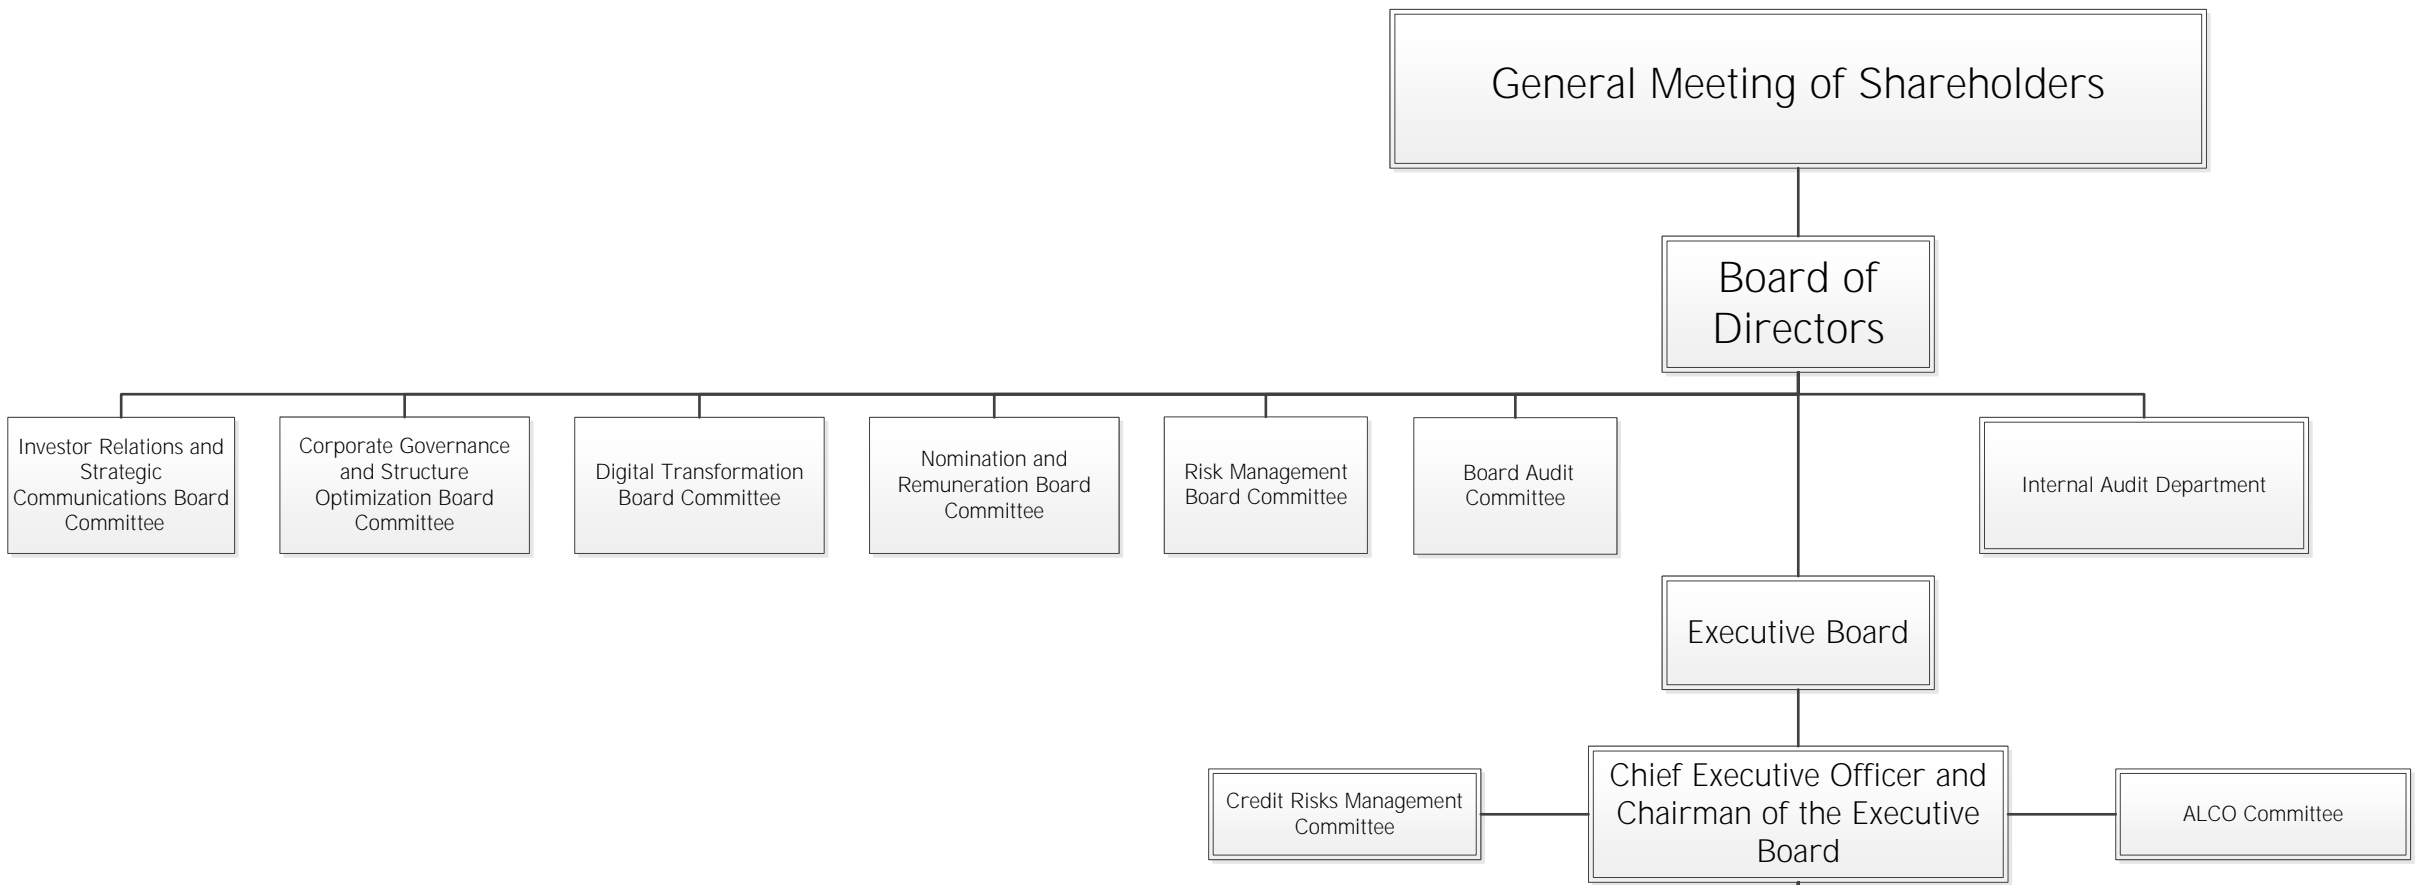 General Meeting of Shareholders
Board of
Directors
Investor Relations and
Strategic
Communications Board
Committee
Corporate Governance
and Structure
Optimization Board
Committee
Digital Transformation
Board Committee
Nomination and
Remuneration Board
Committee
Risk Management
Board Committee
Board Audit
Committee
Internal Audit Department
Executive Board
Credit Risks Management
Committee
Chief Executive Officer and
Chairman of the Executive
Board
ALCO Committee